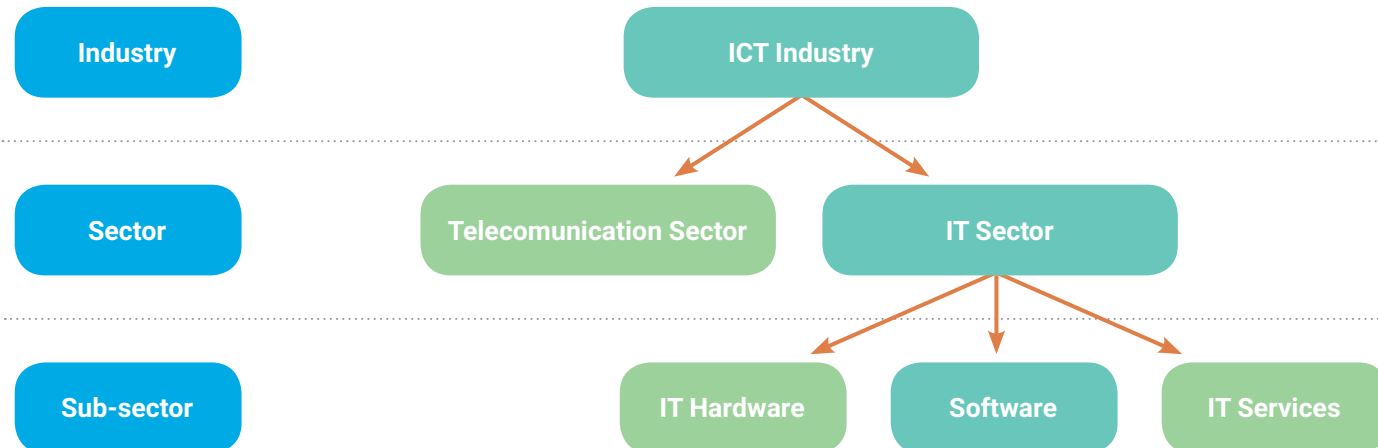 Industry
ICT Industry
Sector
Telecomunication Sector
IT Sector
Sub-sector
IT Hardware
Software
IT Services